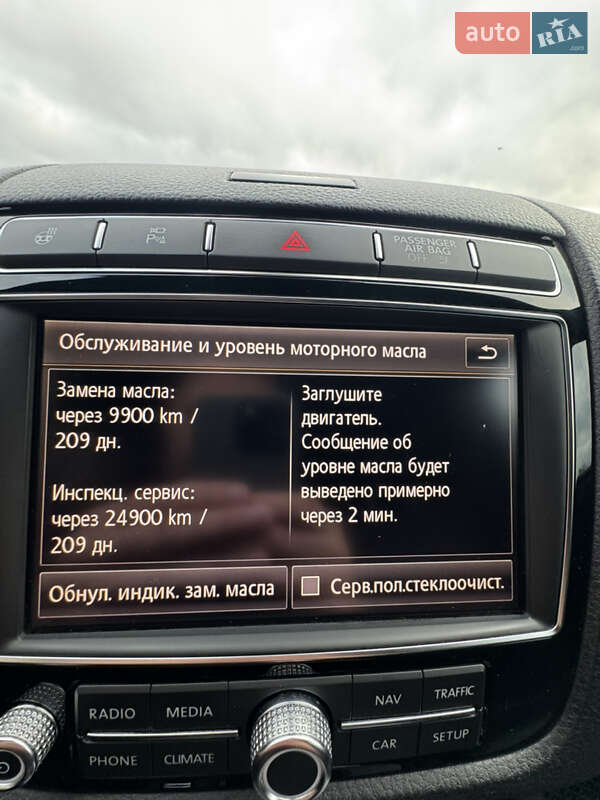 auto RIA .com
PASSENGER
AIR BAG
OFF
Обслуживание и уровень моторного масла
Замена масла:
через 9900 km /
209 дн.
Инспекц. сервис:
через 24900 km /
209 дн.
Заглушите
двигатель.
Сообщение об
уровне масла будет
выведено примерно
через 2 мин.
Обнул. индик. зам. масла
Серв.пол.стеклоочист.
RADIO MEDIA NAV TRAFFIC
PHONE CLIMATE CAR SETUP